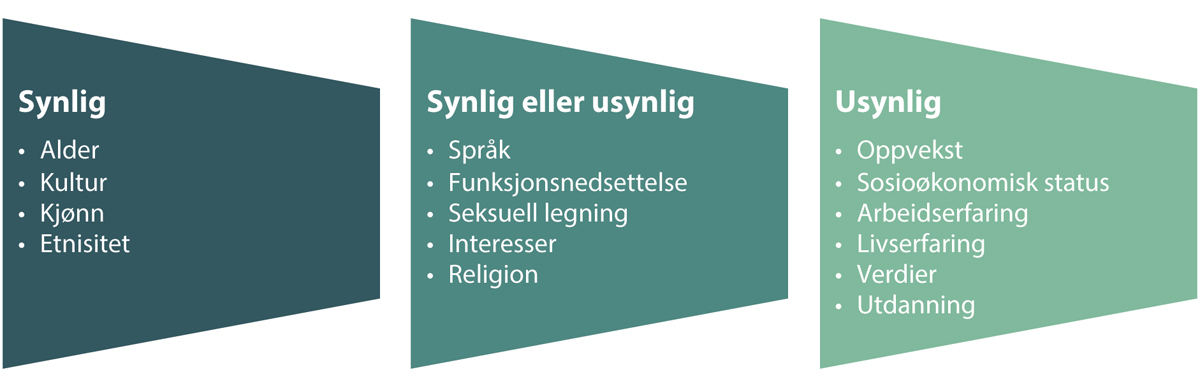 Synlig
• Alder
• Kultur
• Kjønn
• Etnisitet
Synlig eller usynlig
• Språk
• Funksjonsnedsettelse
• Seksuell legning
• Interesser
• Religion
Usynlig
• Oppvekst
• Sosioøkonomisk status
• Arbeidserfaring
• Livserfaring
• Verdier
• Utdanning